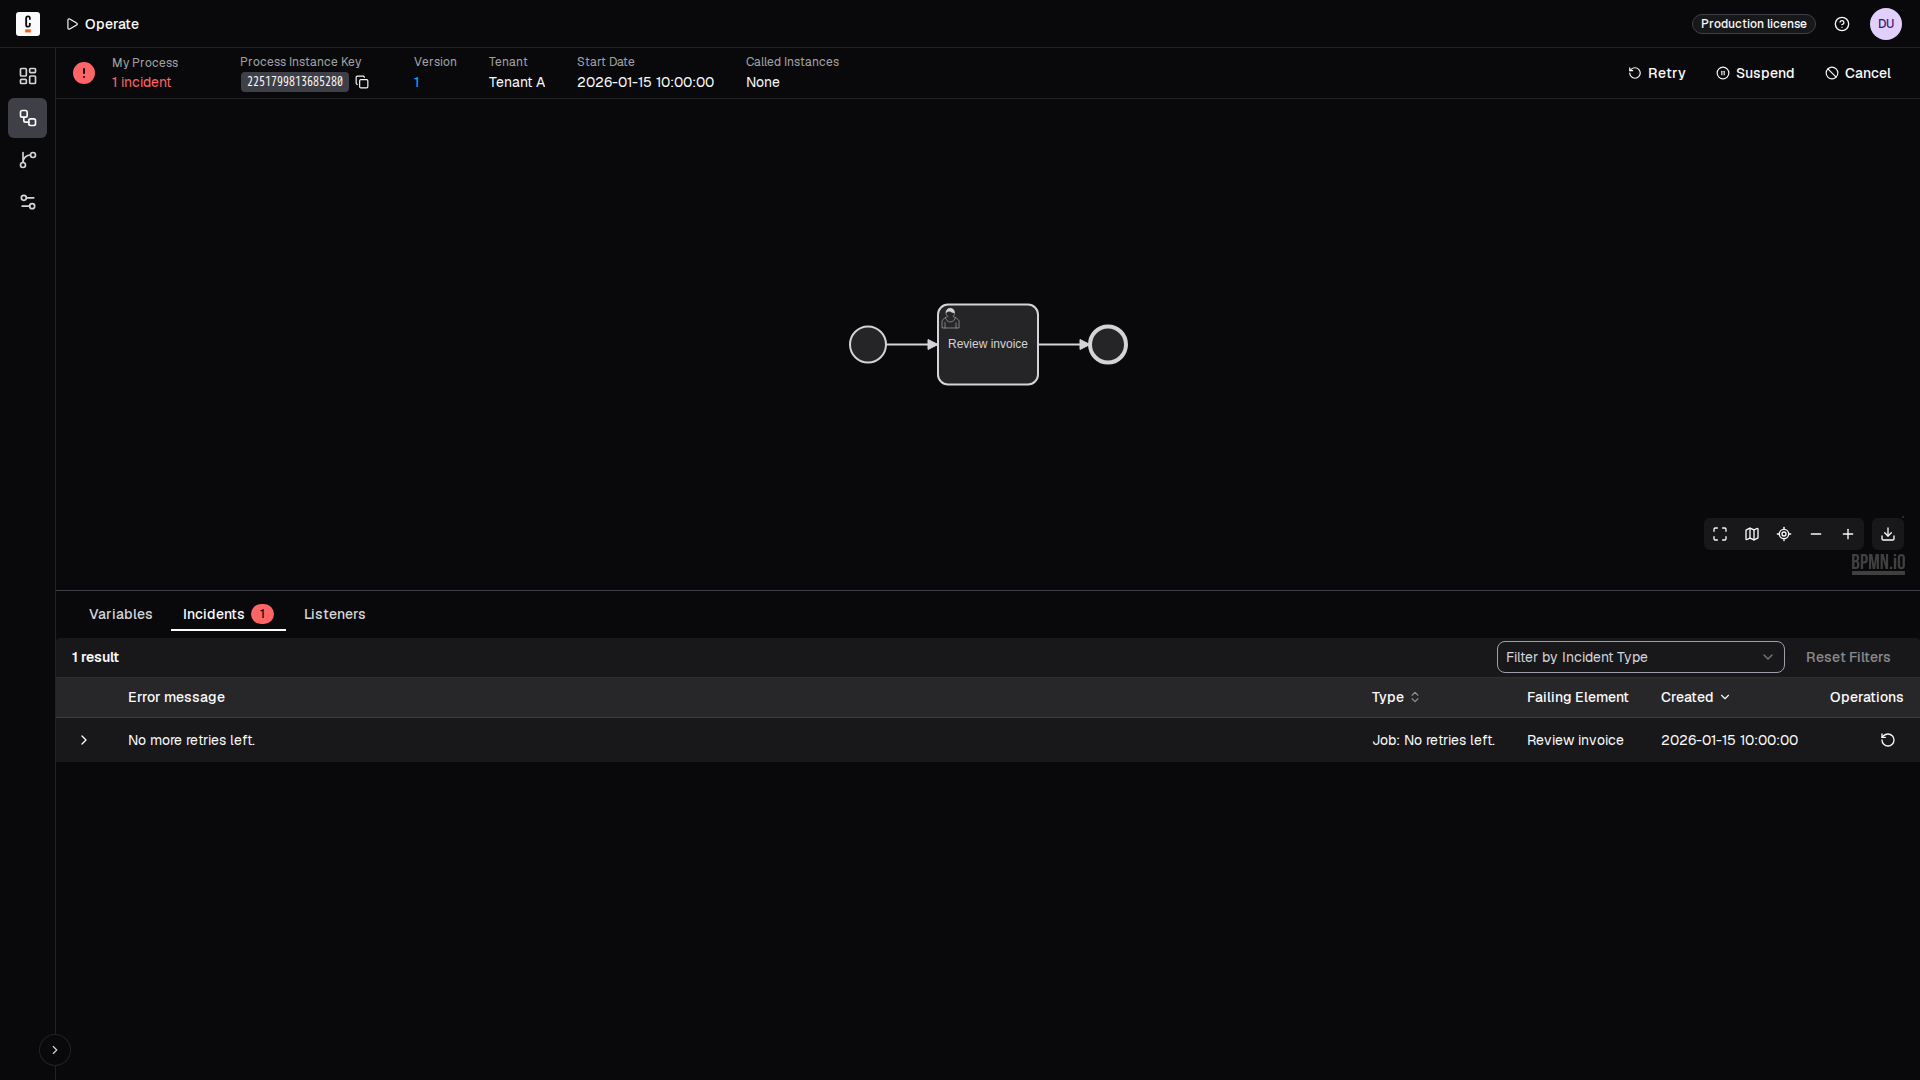 C
Operate
Production license
DU
My Process
1 incident
Process Instance Key
2251799813685280
Version
1
Tenant
Tenant A
Start Date
2026-01-15 10:00:00
Called Instances
None
Retry
Suspend
Cancel
Review invoice
BPMN.iO
Variables
Incidents 1
Listeners
1 result
Filter by Incident Type
Reset Filters
Error message
Type
Failing Element
Created
Operations
No more retries left.
Job: No retries left.
Review invoice
2026-01-15 10:00:00